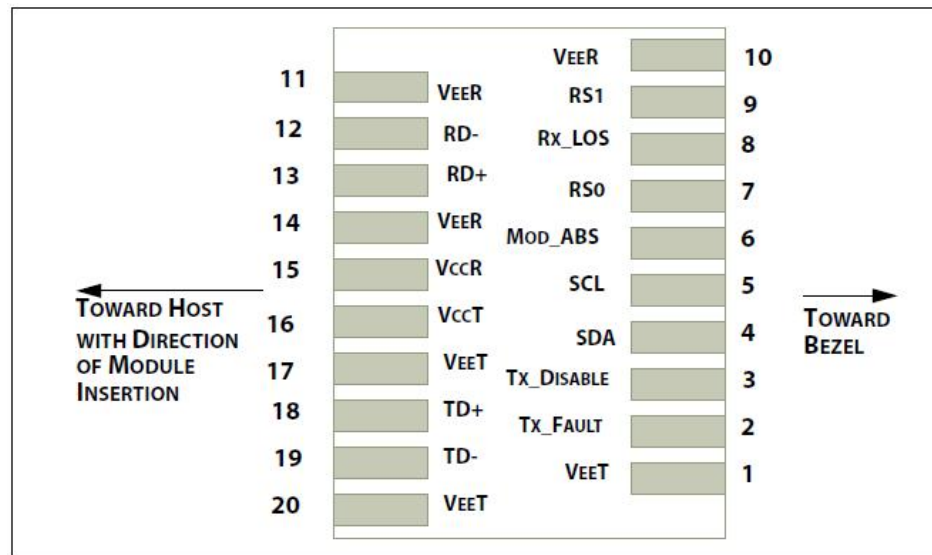 11 VEER
12 RD-
13 RD+
14 VEER
15 VCCR
16 VCCT
17 VEET
18 TD+
19 TD-
20 VEET
VEER 10
RS1 9
RX_LOS 8
RS0 7
MOD_ABS 6
SCL 5
SDA 4
TX_DISABLE 3
TX_FAULT 2
VEET 1
TOWARD HOST
WITH DIRECTION
OF MODULE
INSERTION
TOWARD
BEZEL